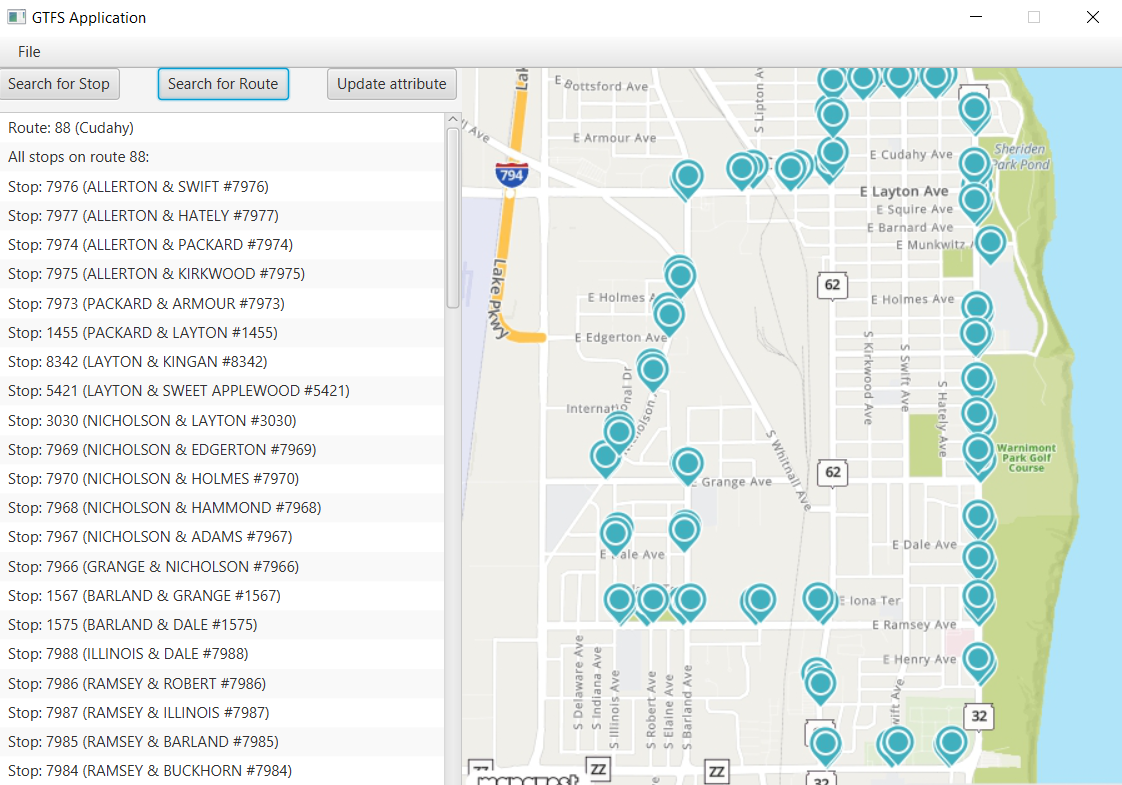 GTFS Application
File
Search for Stop
Search for Route
Update attribute
Route: 88 (Cudahy)
All stops on route 88:
Stop: 7976 (ALLERTON & SWIFT #7976)
Stop: 7977 (ALLERTON & HATELY #7977)
Stop: 7974 (ALLERTON & PACKARD #7974)
Stop: 7975 (ALLERTON & KIRKWOOD #7975)
Stop: 7973 (PACKARD & ARMOUR #7973)
Stop: 1455 (PACKARD & LAYTON #1455)
Stop: 8342 (LAYTON & KINGAN #8342)
Stop: 5421 (LAYTON & SWEET APPLEWOOD #5421)
Stop: 3030 (NICHOLSON & LAYTON #3030)
Stop: 7969 (NICHOLSON & EDGERTON #7969)
Stop: 7970 (NICHOLSON & HOLMES #7970)
Stop: 7968 (NICHOLSON & HAMMOND #7968)
Stop: 7967 (NICHOLSON & ADAMS #7967)
Stop: 7966 (GRANGE & NICHOLSON #7966)
Stop: 1567 (BARLAND & GRANGE #1567)
Stop: 1575 (BARLAND & DALE #1575)
Stop: 7988 (ILLINOIS & DALE #7988)
Stop: 7986 (RAMSEY & ROBERT #7986)
Stop: 7987 (RAMSEY & ILLINOIS #7987)
Stop: 7985 (RAMSEY & BARLAND #7985)
Stop: 7984 (RAMSEY & BUCKHORN #7984)
E Bottsford Ave
S Lipton Av
E Armour Ave
794
E Cudahy Ave
Sheriden
Park Pond
E Layton Ave
E Squire Ave
E Barnard Ave
E Munkwitz
Lake Pkwy
62
E Holmes A
E Holmes Ave
E Edgerton Ave
S Kirkwood Ave
S Swift Ave
S Hately Ave
Internati
nal Dr
S Whitnall Ave
Warnimont
Park Golf
Course
62
E Grange Ave
E Dale Ave
E Iona Ter
E Ramsey Ave
E Henry Ave
S Delaware Ave
S Indiana Ave
S Illinois Ave
S Robert Ave
S Elaine Ave
S Barland Ave
wift Ave
32
ZZ
ZZ
ZZ
mapquest
32